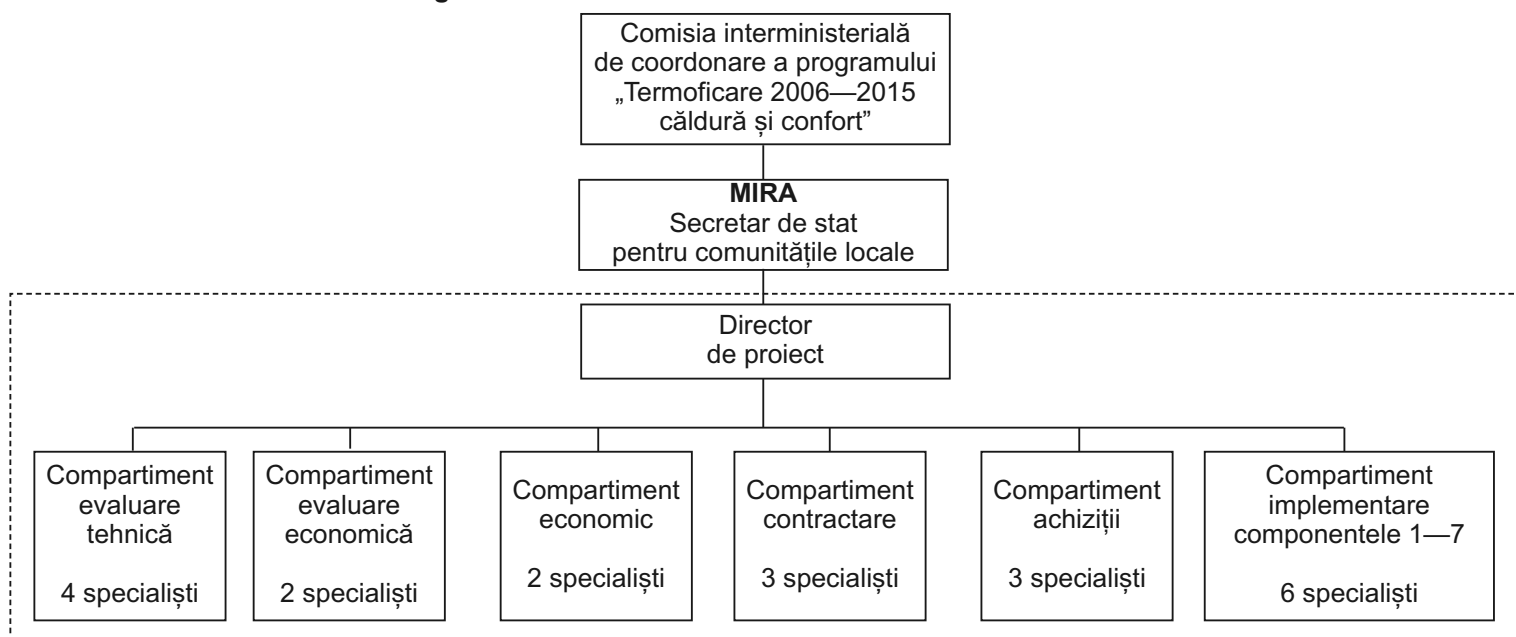 Comisia interministerială
de coordonare a programului
„Termoficare 2006—2015
căldură și confort”
MIRA
Secretar de stat
pentru comunitățile locale
Director
de proiect
Compartiment
evaluare
tehnică
4 specialiști
Compartiment
evaluare
economică
2 specialiști
Compartiment
economic
2 specialiști
Compartiment
contractare
3 specialiști
Compartiment
achiziții
3 specialiști
Compartiment
implementare
componentele 1—7
6 specialiști